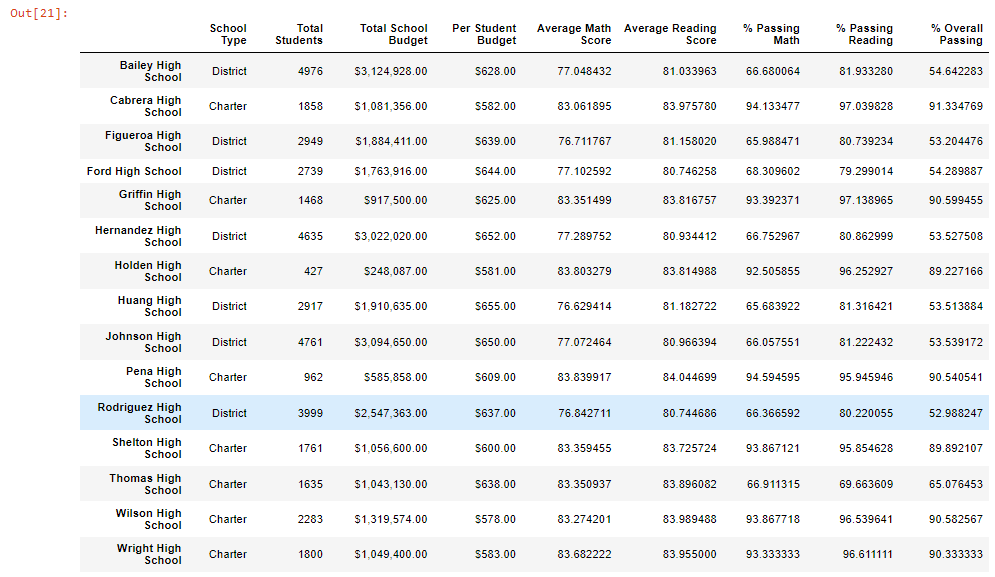 Out[21]:
School Type Total Students Total School Budget Per Student Budget Average Math Score Average Reading Score % Passing Math % Passing Reading % Overall Passing
Bailey High School District 4976 $3,124,928.00 $628.00 77.048432 81.033963 66.680064 81.933280 54.642283
Cabrera High School Charter 1858 $1,081,356.00 $582.00 83.061895 83.975780 94.133477 97.039828 91.334769
Figueroa High School District 2949 $1,884,411.00 $639.00 76.711767 81.158020 65.988471 80.739234 53.204476
Ford High School District 2739 $1,763,916.00 $644.00 77.102592 80.746258 68.309602 79.299014 54.289887
Griffin High School Charter 1468 $917,500.00 $625.00 83.351499 83.816757 93.392371 97.138965 90.599455
Hernandez High School District 4635 $3,022,020.00 $652.00 77.289752 80.934412 66.752967 80.862999 53.527508
Holden High School Charter 427 $248,087.00 $581.00 83.803279 83.814988 92.505855 96.252927 89.227166
Huang High School District 2917 $1,910,635.00 $655.00 76.629414 81.182722 65.683922 81.316421 53.513884
Johnson High School District 4761 $3,094,650.00 $650.00 77.072464 80.966394 66.057551 81.222432 53.539172
Pena High School Charter 962 $585,858.00 $609.00 83.839917 84.044699 94.594595 95.945946 90.540541
Rodriguez High School District 3999 $2,547,363.00 $637.00 76.842711 80.744686 66.366592 80.220055 52.988247
Shelton High School Charter 1761 $1,056,600.00 $600.00 83.359455 83.725724 93.867121 95.854628 89.892107
Thomas High School Charter 1635 $1,043,130.00 $638.00 83.350937 83.896082 66.911315 69.663609 65.076453
Wilson High School Charter 2283 $1,319,574.00 $578.00 83.274201 83.989488 93.867718 96.539641 90.582567
Wright High School Charter 1800 $1,049,400.00 $583.00 83.682222 83.955000 93.333333 96.611111 90.333333